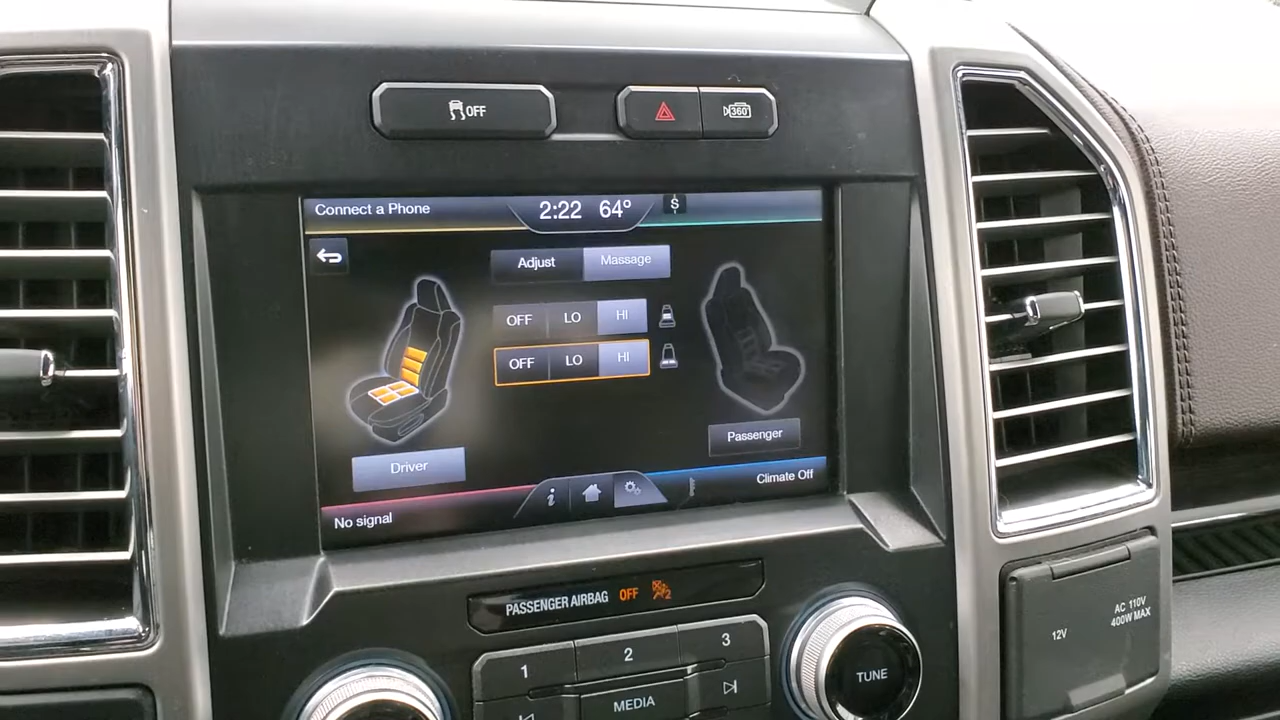 OFF
360
Connect a Phone
2:22 64°
Adjust Massage
OFF LO HI
OFF LO HI
Passenger
Driver
Climate Off
No signal
PASSENGER AIRBAG OFF 2
1 2 3
MEDIA
TUNE
12V
AC 110V
400W MAX